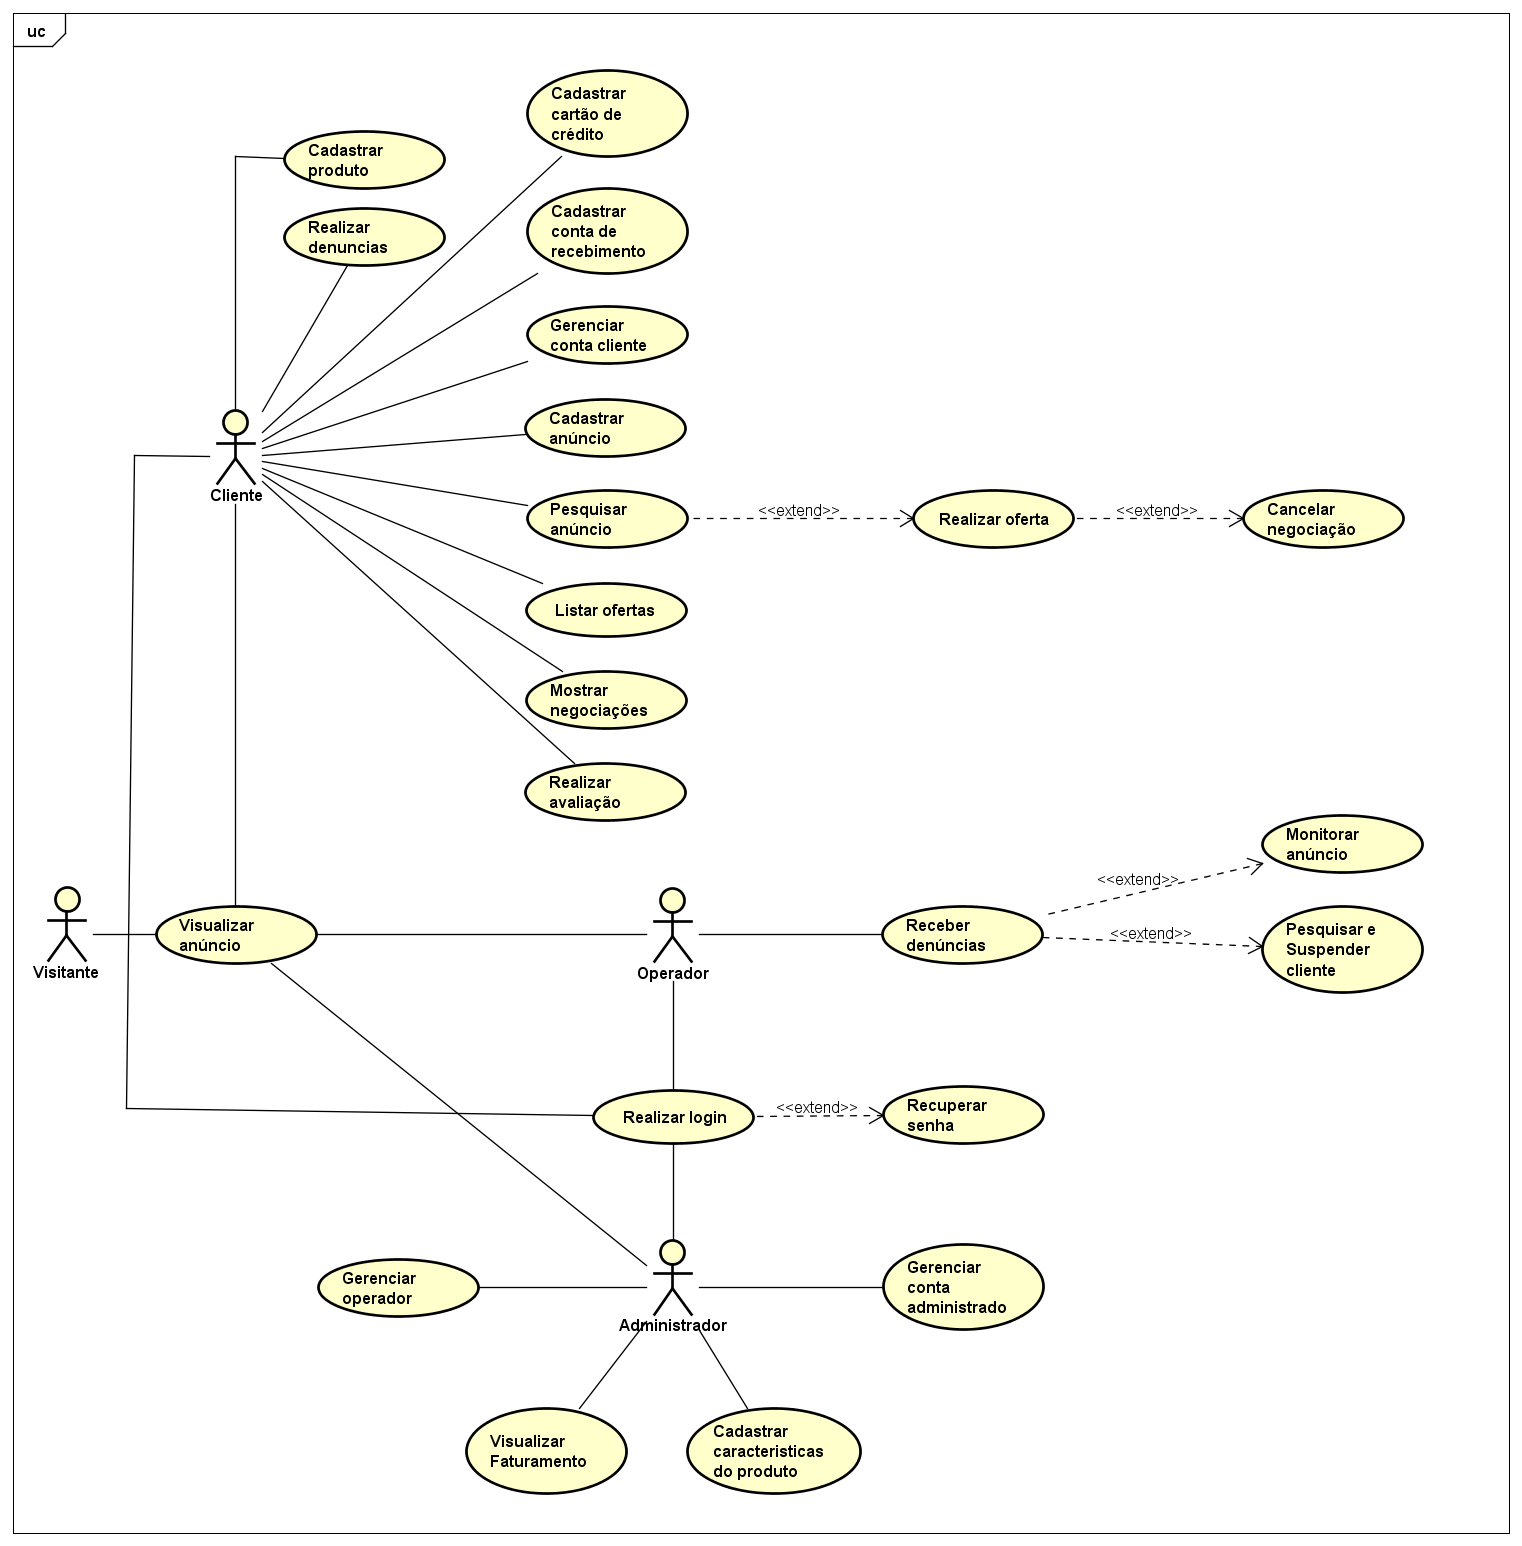 uc
Cadastrar
cartão de
crédito
Cadastrar
produto
Realizar
denuncias
Cadastrar
conta de
recebimento
Gerenciar
conta cliente
Cadastrar
anúncio
Cliente
Pesquisar
anúncio
<<extend>>
Realizar oferta
<<extend>>
Cancelar
negociação
Listar ofertas
Mostrar
negociações
Realizar
avaliação
Monitorar
anúncio
<<extend>>
Visitante
Visualizar
anúncio
Operador
Receber
denúncias
<<extend>>
Pesquisar e
Suspender
cliente
Realizar login
<<extend>>
Recuperar
senha
Gerenciar
operador
Administrador
Gerenciar
conta
administrado
Visualizar
Faturamento
Cadastrar
caracteristicas
do produto